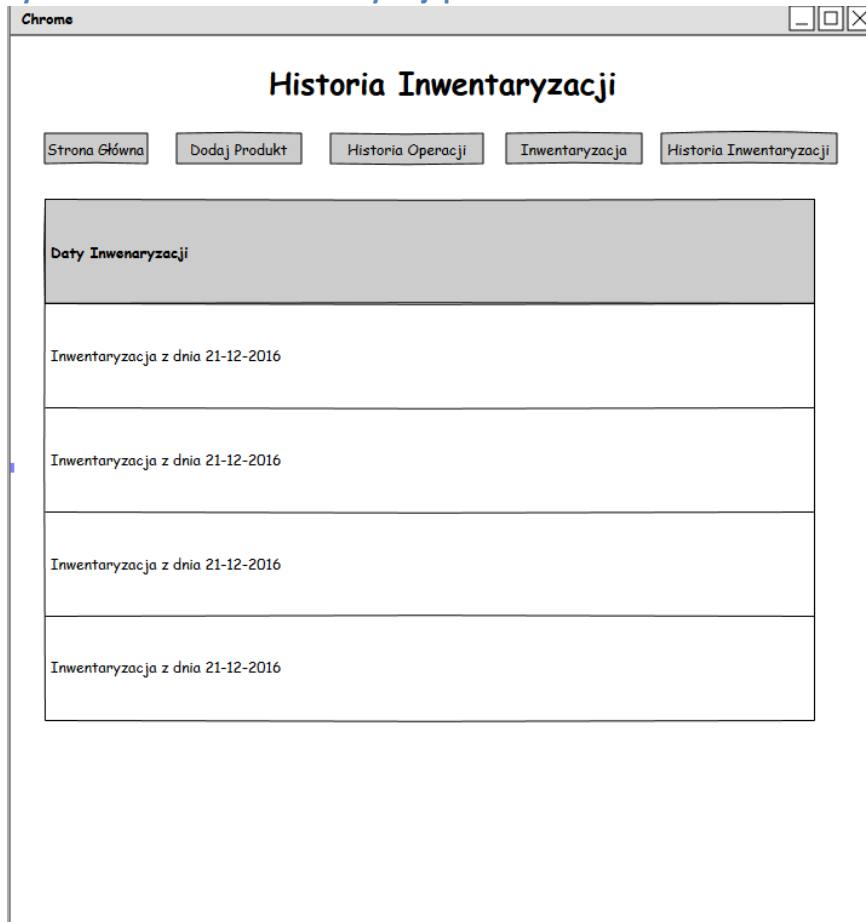 Chrome
Historia Inwentaryzacji
Strona Główna Dodaj Produkt Historia Operacji Inwentaryzacja Historia Inwentaryzacji
Daty Inwenaryzacji
Inwentaryzacja z dnia 21-12-2016
Inwentaryzacja z dnia 21-12-2016
Inwentaryzacja z dnia 21-12-2016
Inwentaryzacja z dnia 21-12-2016